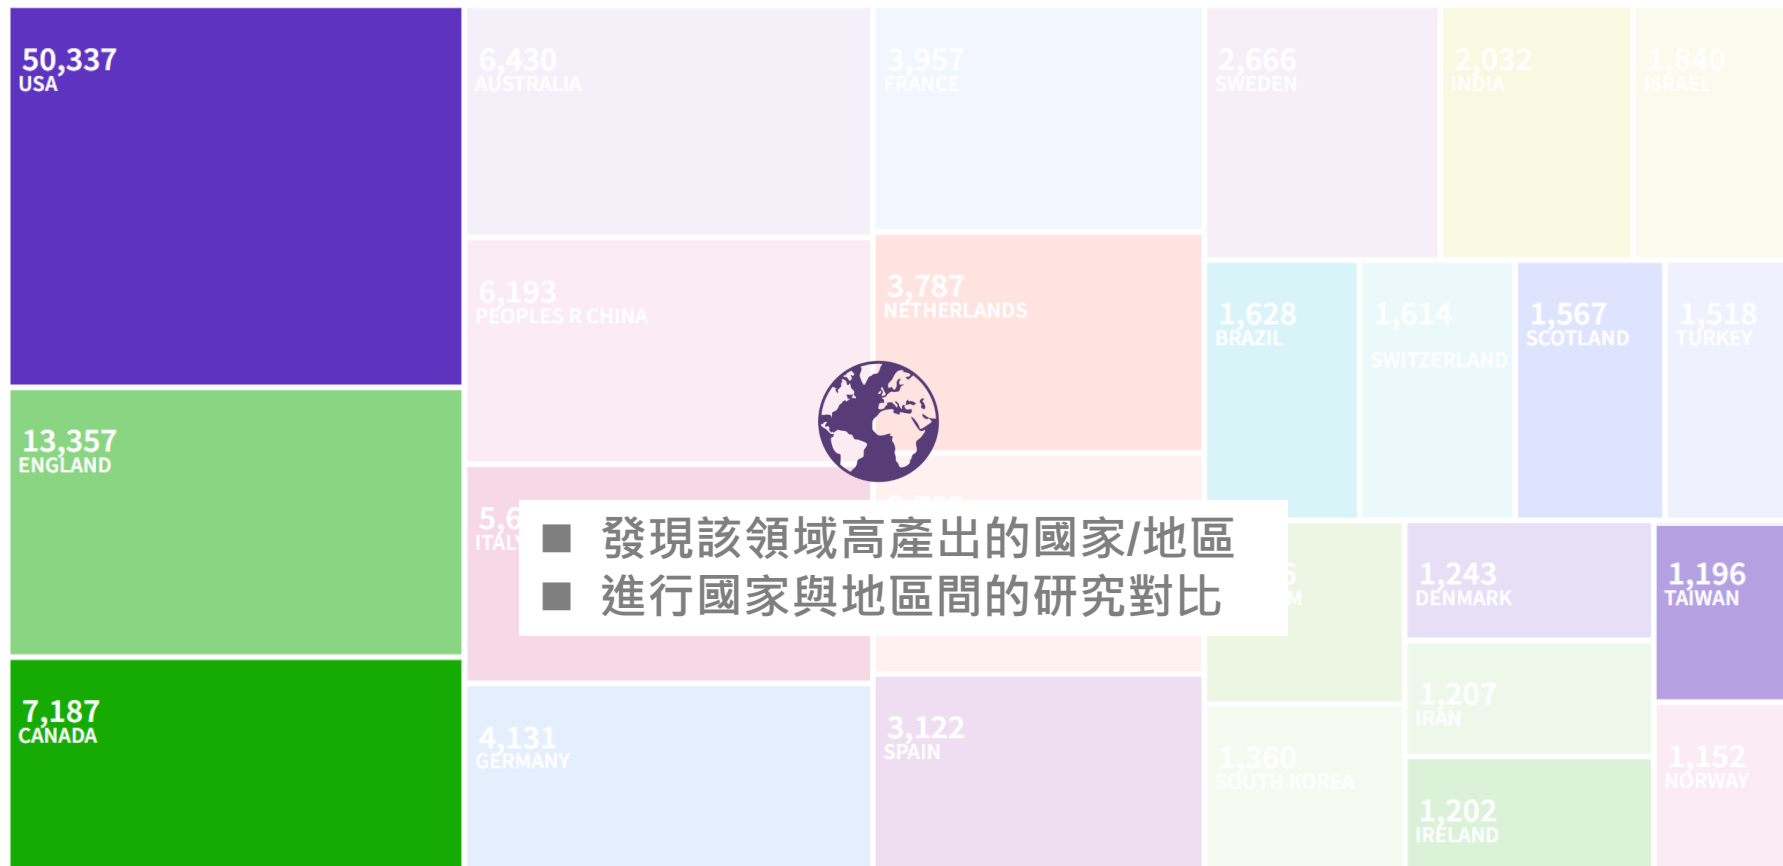 50,337
USA
13,357
ENGLAND
7,187
CANADA
6,430
AUSTRALIA
6,193
PEOPLES R CHINA
ITALY
4,131
GERMANY
3,957
FRANCE
3,787
NETHERLANDS
3,122
SPAIN
2,666
SWEDEN
2,032
INDIA
1,840
ISRAEL
1,628
BRAZIL
1,614
SWITZERLAND
1,567
SCOTLAND
1,518
TURKEY
1,360
SOUTH KOREA
1,243
DENMARK
1,207
IRAN
1,202
IRELAND
1,196
TAIWAN
1,152
NORWAY
■ 發現該領域高產出的國家/地區
■ 進行國家與地區間的研究對比